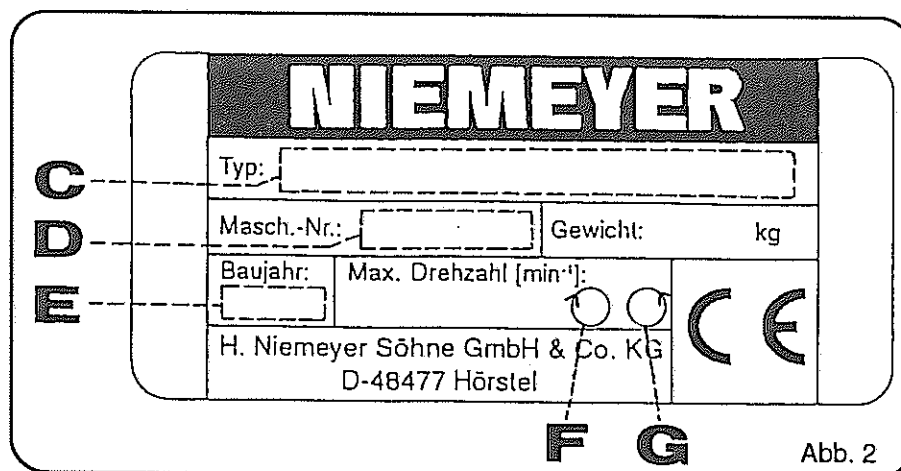 NIEMEYER
C
Typ:
D
Masch.-Nr.:
Gewicht:
kg
E
Baujahr:
Max. Drehzahl [min⁻¹]:
CE
H. Niemeyer Söhne GmbH & Co. KG
D-48477 Hörstel
F
G
Abb. 2